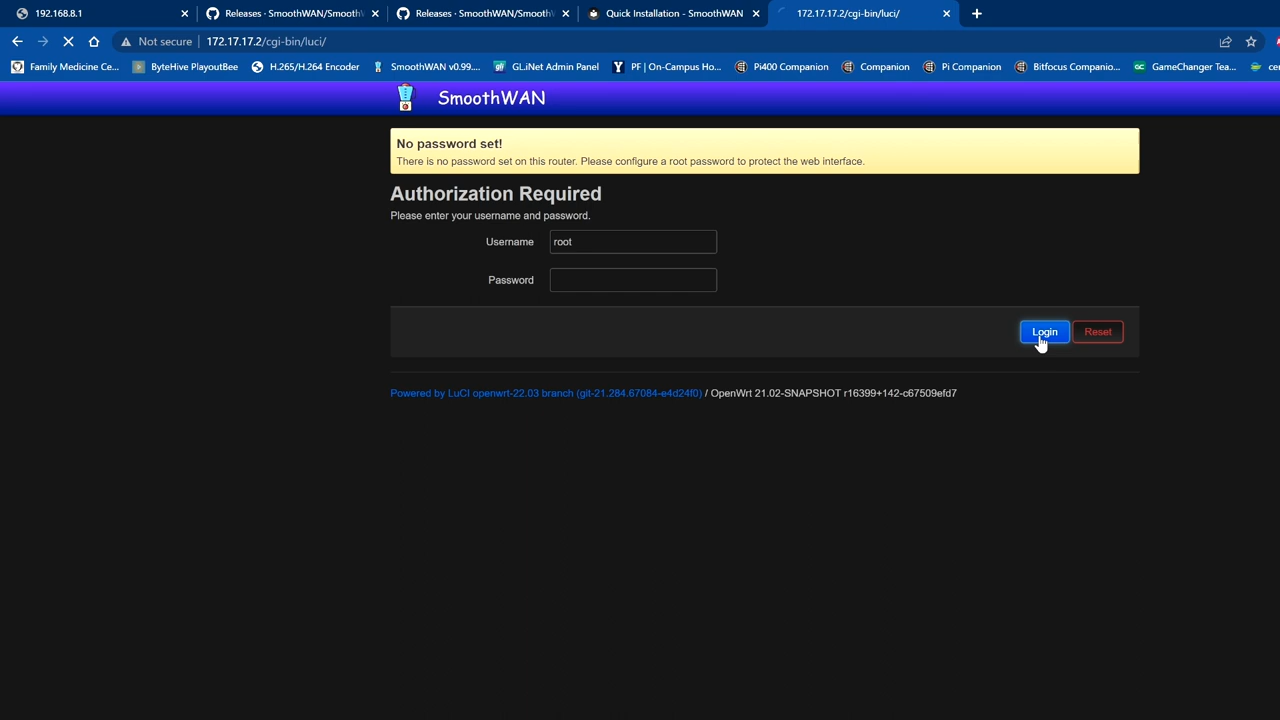 192.168.8.1
Releases · SmoothWAN/Smooth
Releases · SmoothWAN/Smooth
Quick Installation - SmoothWAN
172.17.17.2/cgi-bin/luci/
Not secure
172.17.17.2/cgi-bin/luci/
Family Medicine Ce...
ByteHive PlayoutBee
H.265/H.264 Encoder
SmoothWAN v0.99....
GL.iNet Admin Panel
PF | On-Campus Ho...
Pi400 Companion
Companion
Pi Companion
Bitfocus Companio...
GameChanger Tea...
SmoothWAN
No password set!
There is no password set on this router. Please configure a root password to protect the web interface.
Authorization Required
Please enter your username and password.
Username root
Password
Login Reset
Powered by LuCI openwrt-22.03 branch (git-21.284.67084-e4d24f0) / OpenWrt 21.02-SNAPSHOT r16399+142-c67509efd7